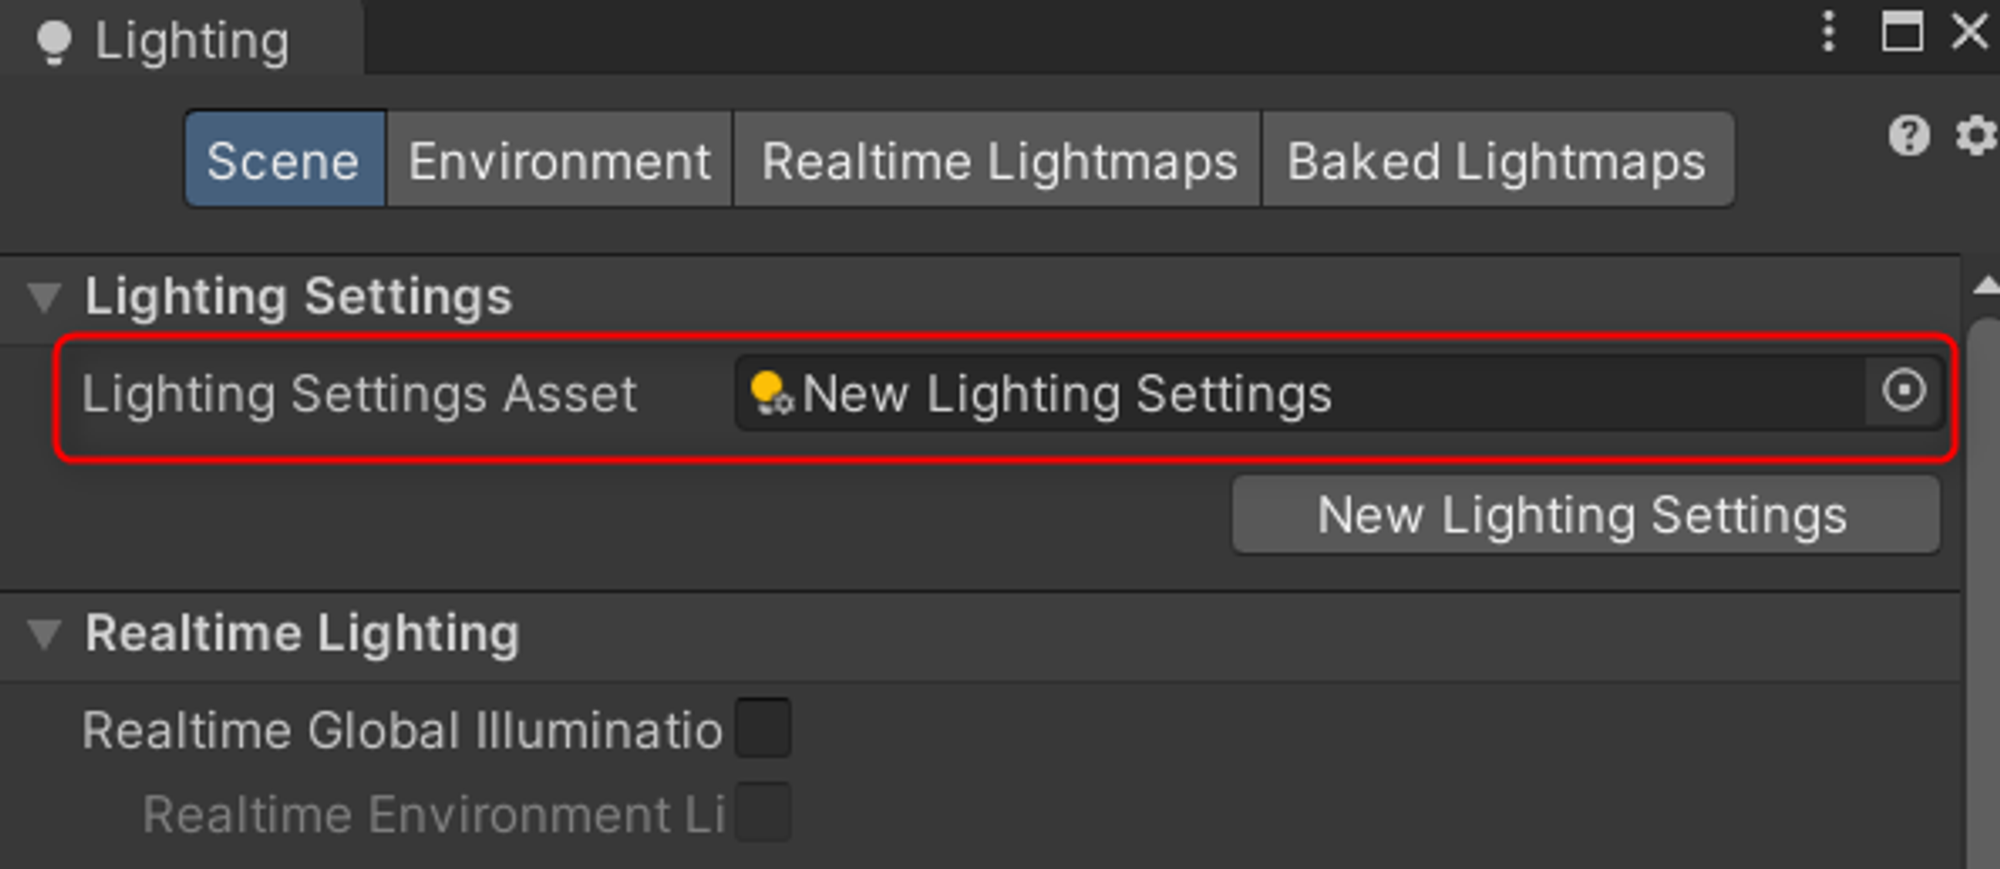 Lighting
Scene Environment Realtime Lightmaps Baked Lightmaps
Lighting Settings
Lighting Settings Asset New Lighting Settings
New Lighting Settings
Realtime Lighting
Realtime Global Illuminatio
Realtime Environment Li